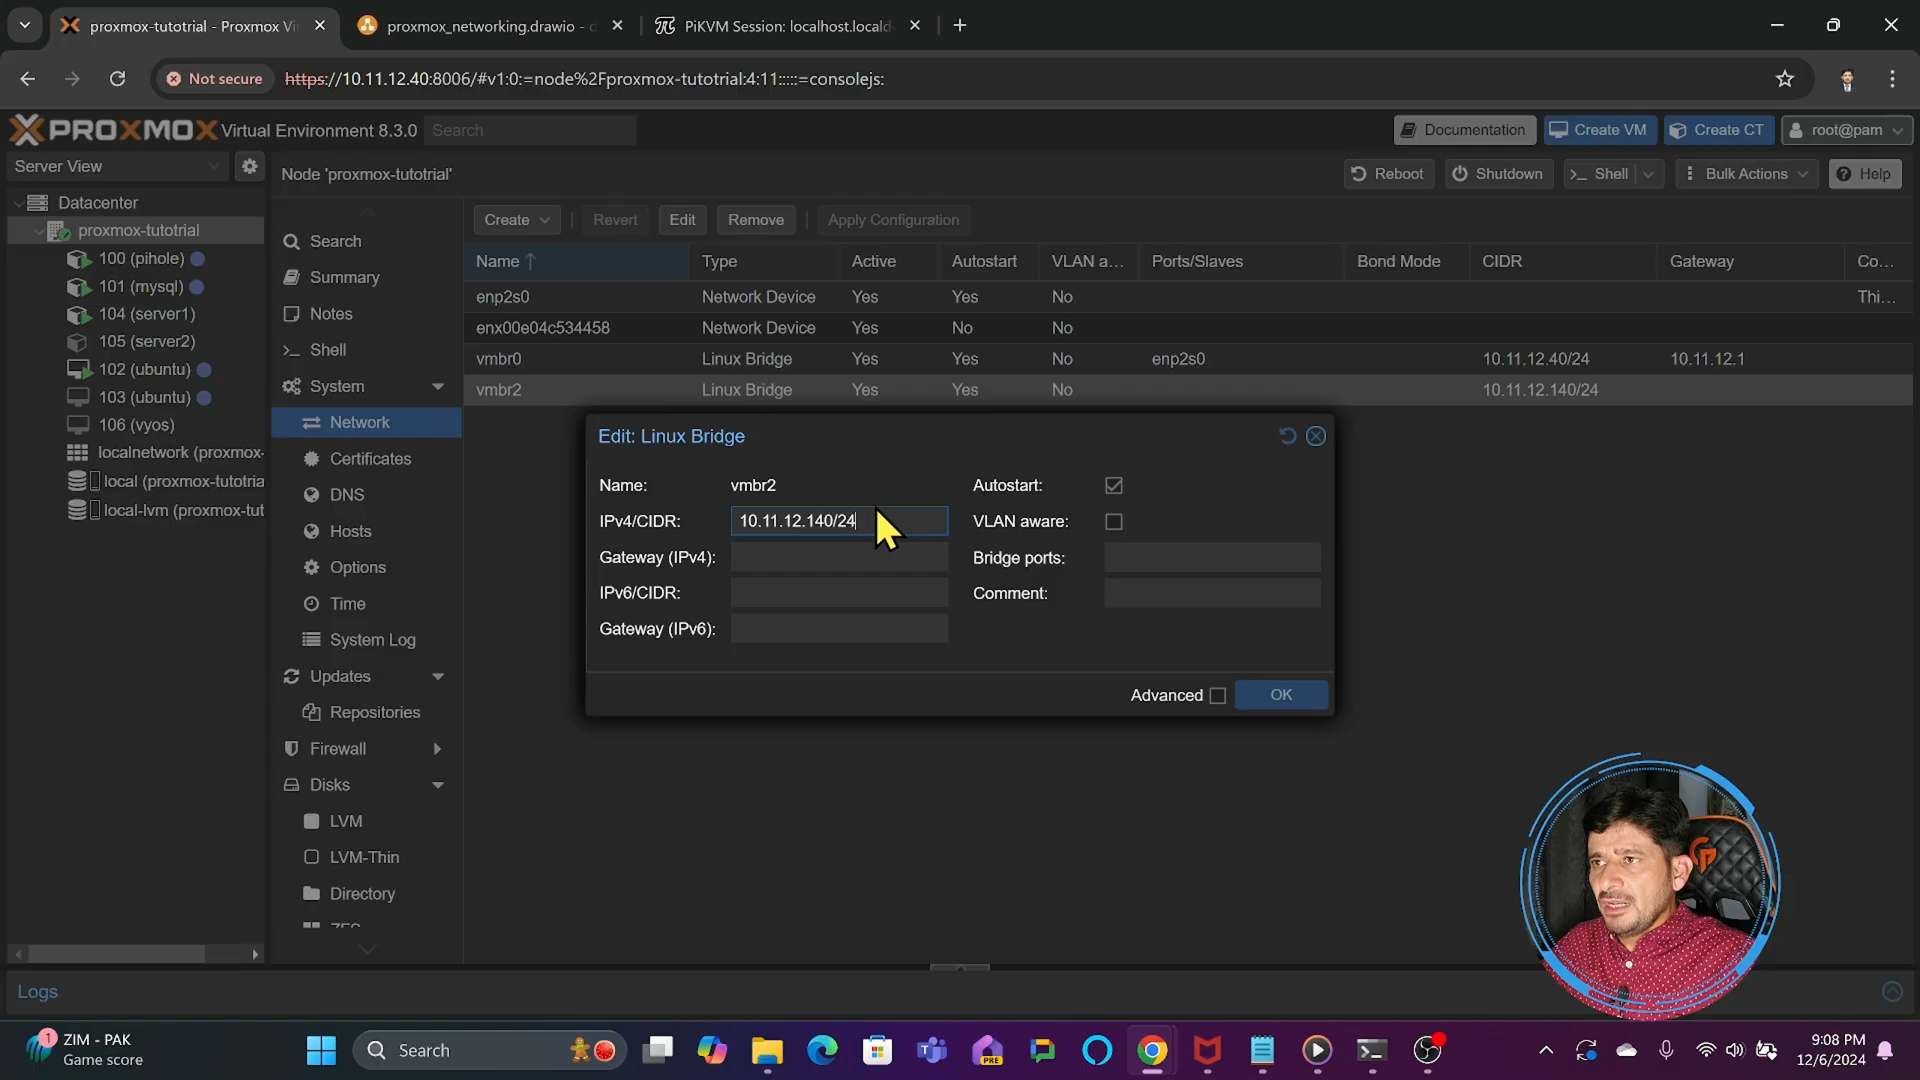 proxmox-tutotrial - Proxmox Vi
proxmox_networking.drawio - d
PiKVM Session: localhost.locald
Not secure
https://10.11.12.40:8006/#v1:0:=node%2Fproxmox-tutotrial:4:11:::::=consolejs:
PROXMOX Virtual Environment 8.3.0
Search
Documentation
Create VM
Create CT
root@pam
Server View
Node 'proxmox-tutotrial'
Reboot
Shutdown
Shell
Bulk Actions
Help
Datacenter
proxmox-tutotrial
100 (pihole)
101 (mysql)
104 (server1)
105 (server2)
102 (ubuntu)
103 (ubuntu)
106 (vyos)
localnetwork (proxmox-
local (proxmox-tutotria
local-lvm (proxmox-tut
Search
Summary
Notes
Shell
System
Network
Certificates
DNS
Hosts
Options
Time
System Log
Updates
Repositories
Firewall
Disks
LVM
LVM-Thin
Directory
ZFS
Create
Revert
Edit
Remove
Apply Configuration
Name Type Active Autostart VLAN a... Ports/Slaves Bond Mode CIDR Gateway Co...
enp2s0 Network Device Yes Yes No Thi...
enx00e04c534458 Network Device Yes No No
vmbr0 Linux Bridge Yes Yes No enp2s0 10.11.12.40/24 10.11.12.1
vmbr2 Linux Bridge Yes Yes No 10.11.12.140/24
Edit: Linux Bridge
Name: vmbr2 Autostart:
IPv4/CIDR: 10.11.12.140/24 VLAN aware:
Gateway (IPv4): Bridge ports:
IPv6/CIDR: Comment:
Gateway (IPv6):
Advanced OK
Logs
1
ZIM - PAK
Game score
Search
PRE
9:08 PM
12/6/2024